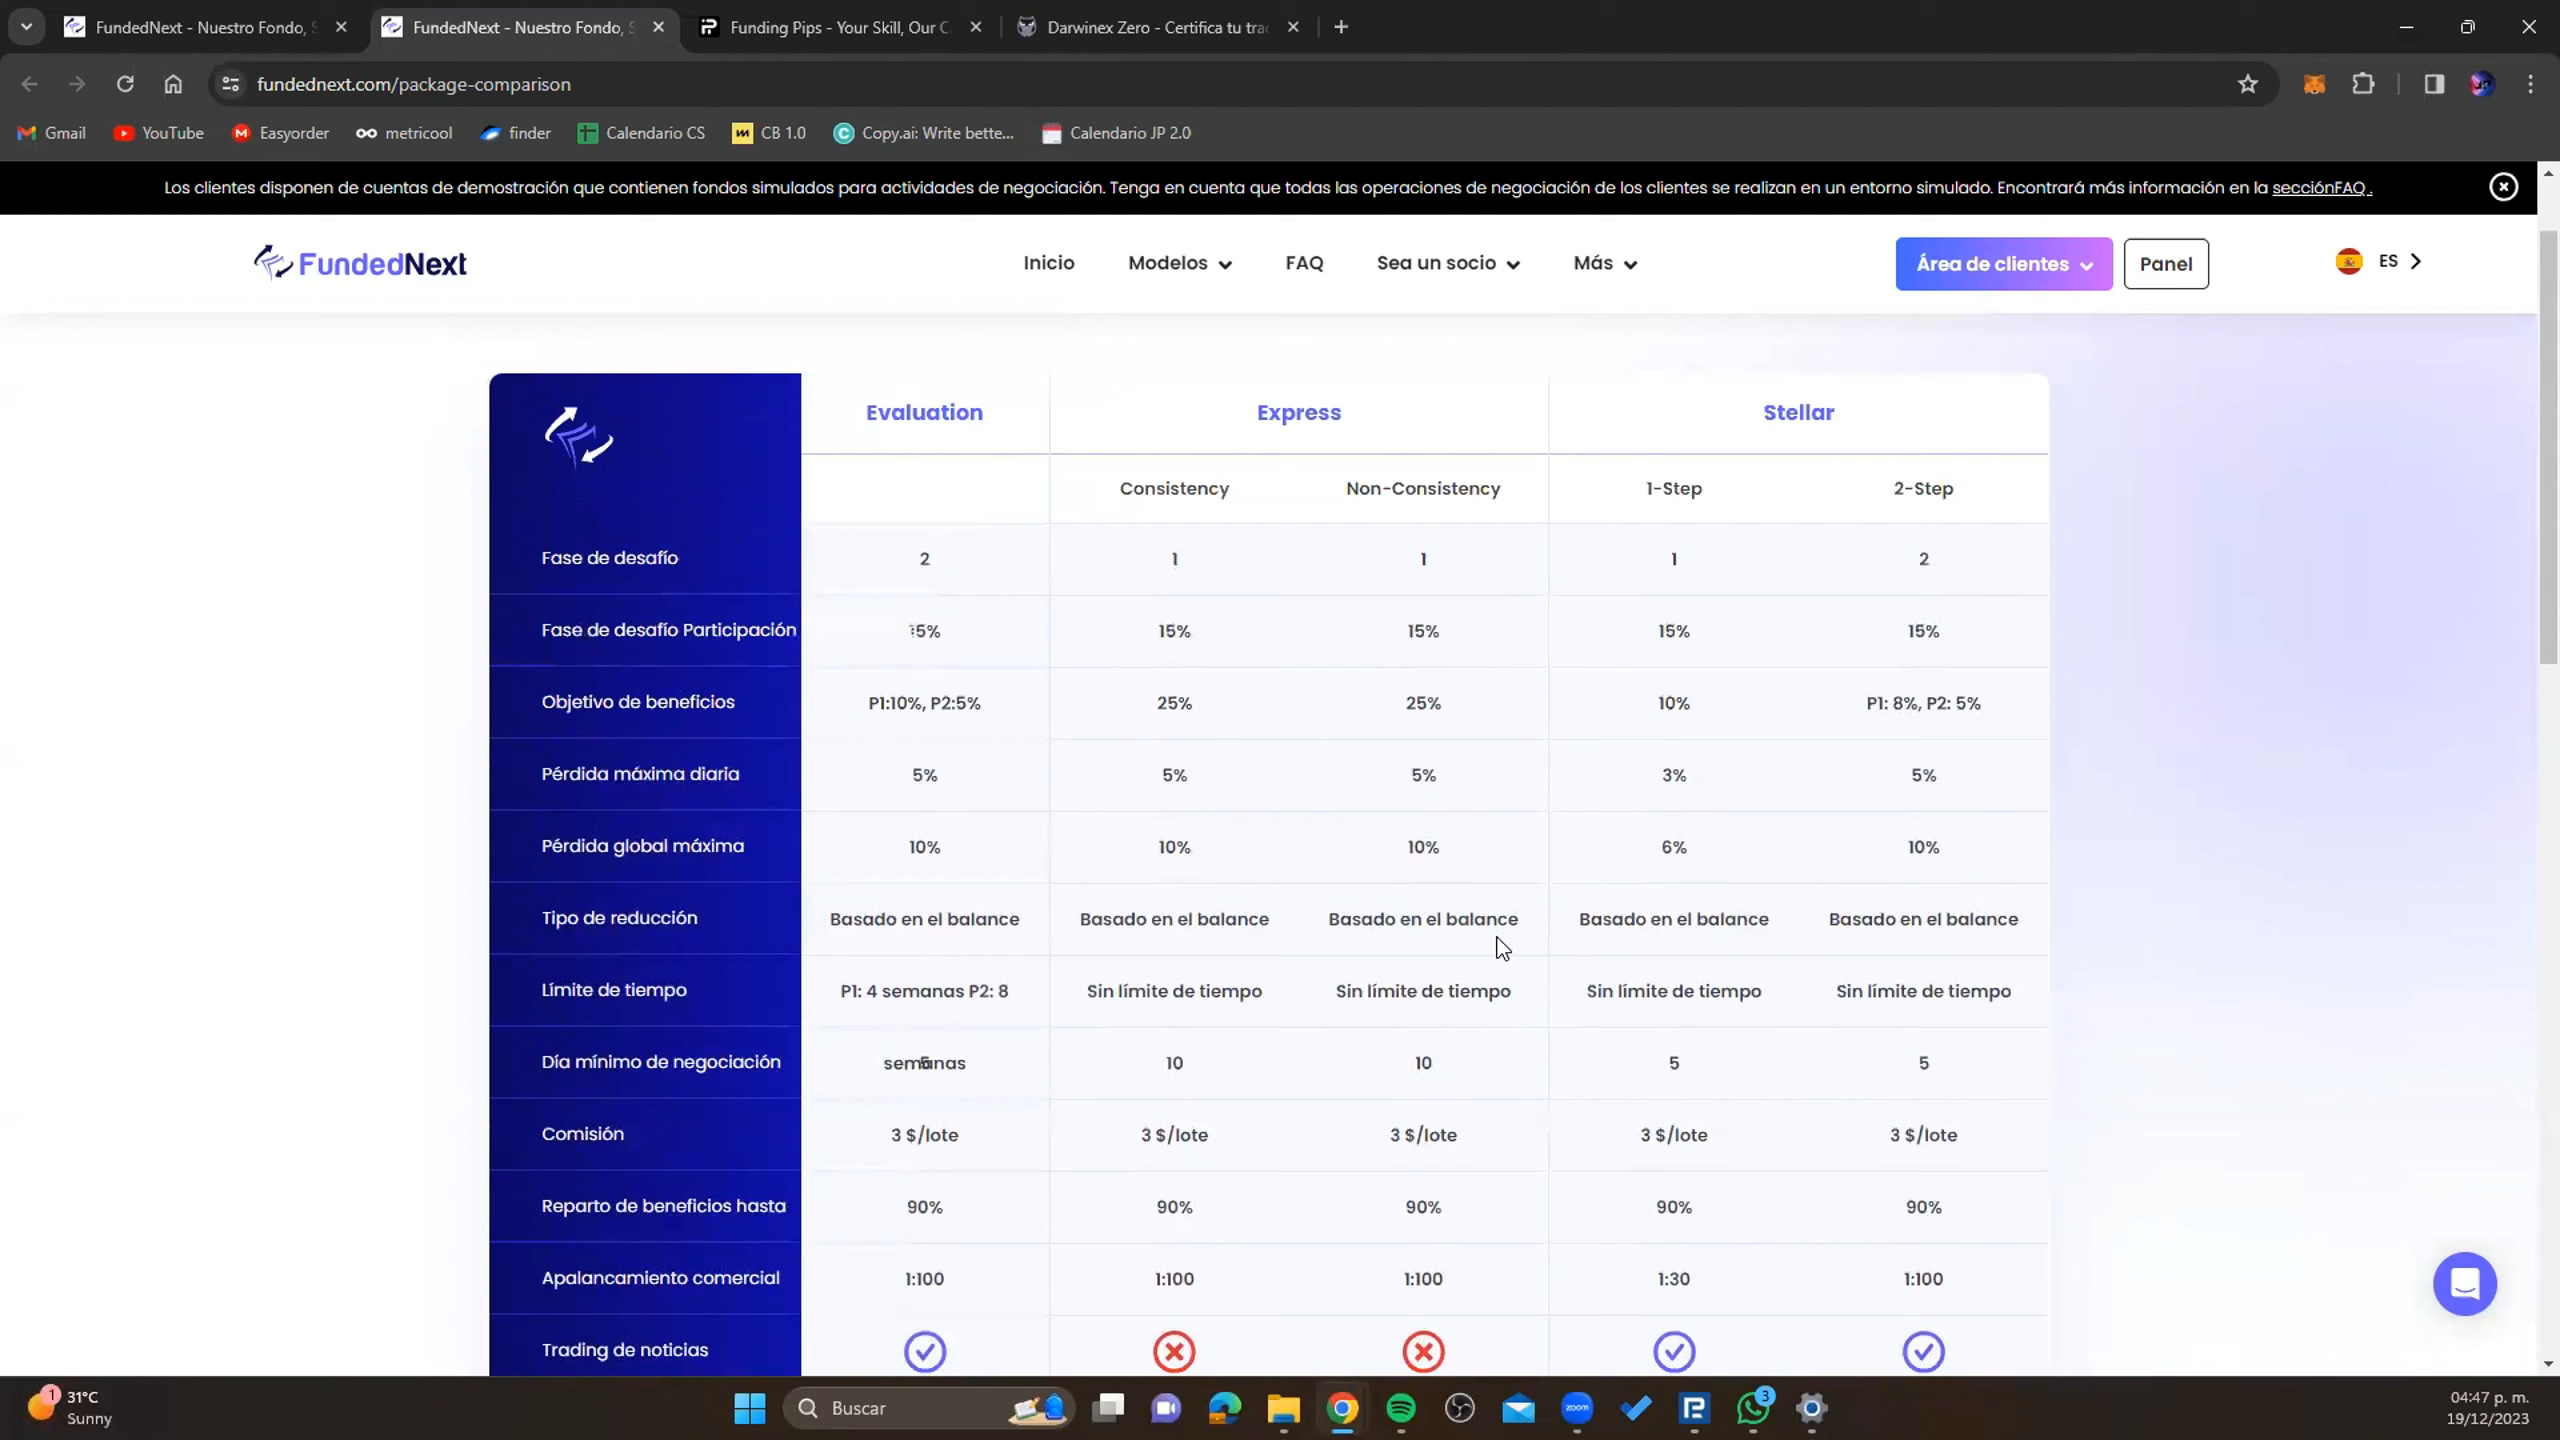 FundedNext - Nuestro Fondo, S
FundedNext - Nuestro Fondo, S
Funding Pips - Your Skill, Our C
Darwinex Zero - Certifica tu tra
fundednext.com/package-comparison
Gmail
YouTube
Easyorder
metricool
finder
Calendario CS
CB 1.0
Copy.ai: Write bette...
Calendario JP 2.0
Los clientes disponen de cuentas de demostración que contienen fondos simulados para actividades de negociación. Tenga en cuenta que todas las operaciones de negociación de los clientes se realizan en un entorno simulado. Encontrará más información en la secciónFAQ .
FundedNext
Inicio
Modelos
FAQ
Sea un socio
Más
Área de clientes
Panel
ES
Evaluation Express Stellar
Consistency Non-Consistency 1-Step 2-Step
Fase de desafío 2 1 1 1 2
Fase de desafío Participación 15% 15% 15% 15% 15%
Objetivo de beneficios P1:10%, P2:5% 25% 25% 10% P1: 8%, P2: 5%
Pérdida máxima diaria 5% 5% 5% 3% 5%
Pérdida global máxima 10% 10% 10% 6% 10%
Tipo de reducción Basado en el balance Basado en el balance Basado en el balance Basado en el balance Basado en el balance
Límite de tiempo P1: 4 semanas P2: 8 Sin límite de tiempo Sin límite de tiempo Sin límite de tiempo Sin límite de tiempo
Día mínimo de negociación semanas 5 10 10 5 5
Comisión 3 $/lote 3 $/lote 3 $/lote 3 $/lote 3 $/lote
Reparto de beneficios hasta 90% 90% 90% 90% 90%
Apalancamiento comercial 1:100 1:100 1:100 1:30 1:100
Trading de noticias
1
31°C
Sunny
Buscar
zoom
3
04:47 p. m.
19/12/2023